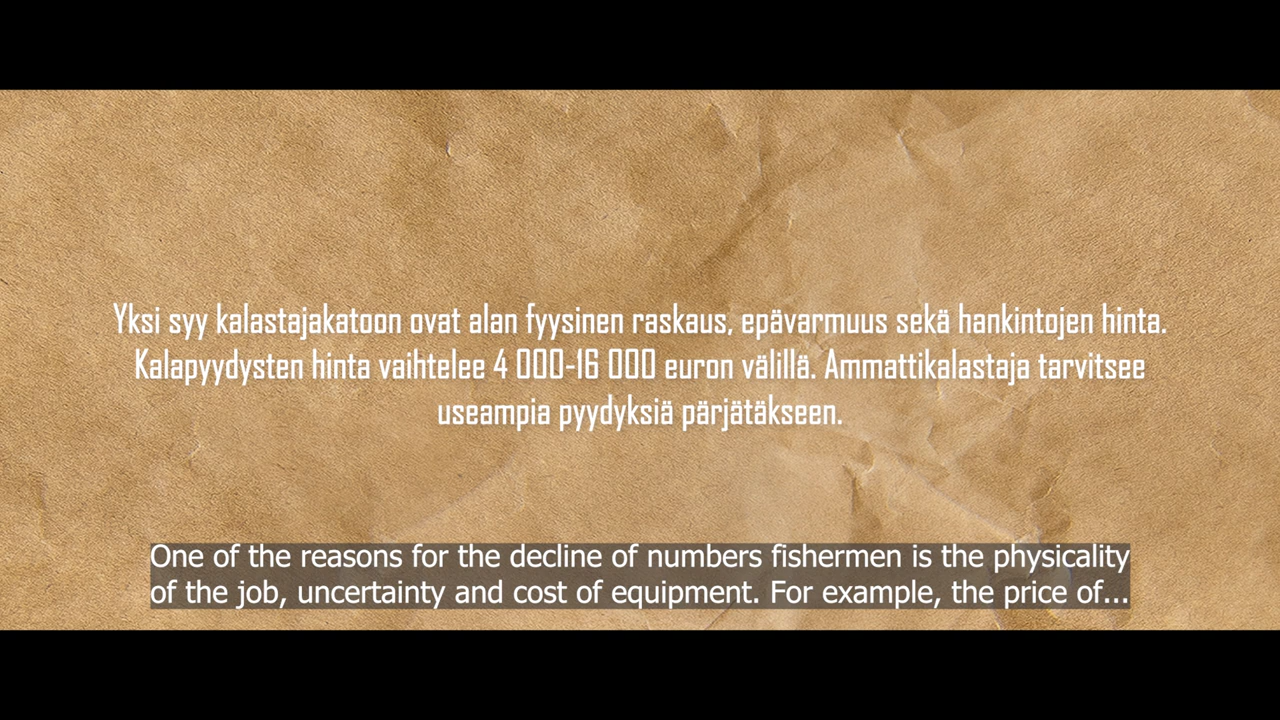 Yksi syy kalastajakatoon ovat alan fyysinen raskaus, epävarmuus sekä hankintojen hinta.
Kalapyydysten hinta vaihtelee 4 000-16 000 euron välillä. Ammattikalastaja tarvitsee
useampia pyydyksiä pärjätäkseen.
One of the reasons for the decline of numbers fishermen is the physicality
of the job, uncertainty and cost of equipment. For example, the price of...